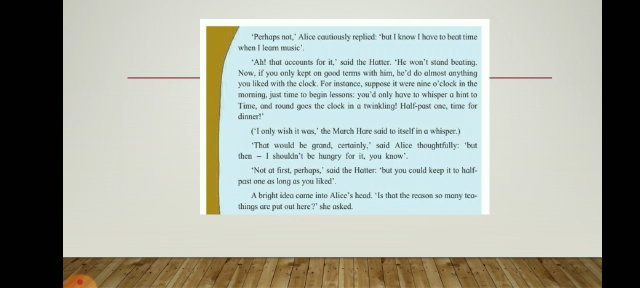 'Perhaps not,' Alice cautiously replied: 'but I know I have to beat time
when I learn music'.
'Ah! that accounts for it,' said the Hatter. 'He won't stand beating.
Now, if you only kept on good terms with him, he'd do almost anything
you liked with the clock. For instance, suppose it were nine o'clock in the
morning, just time to begin lessons: you'd only have to whisper a hint to
Time, and round goes the clock in a twinkling! Half-past one, time for
dinner!'
('I only wish it was,' the March Hare said to itself in a whisper.)
'That would be grand, certainly,' said Alice thoughtfully: 'but
then – I shouldn't be hungry for it, you know'.
'Not at first, perhaps,' said the Hatter: 'but you could keep it to half-
past one as long as you liked'.
A bright idea came into Alice's head. 'Is that the reason so many tea-
things are put out here?' she asked.